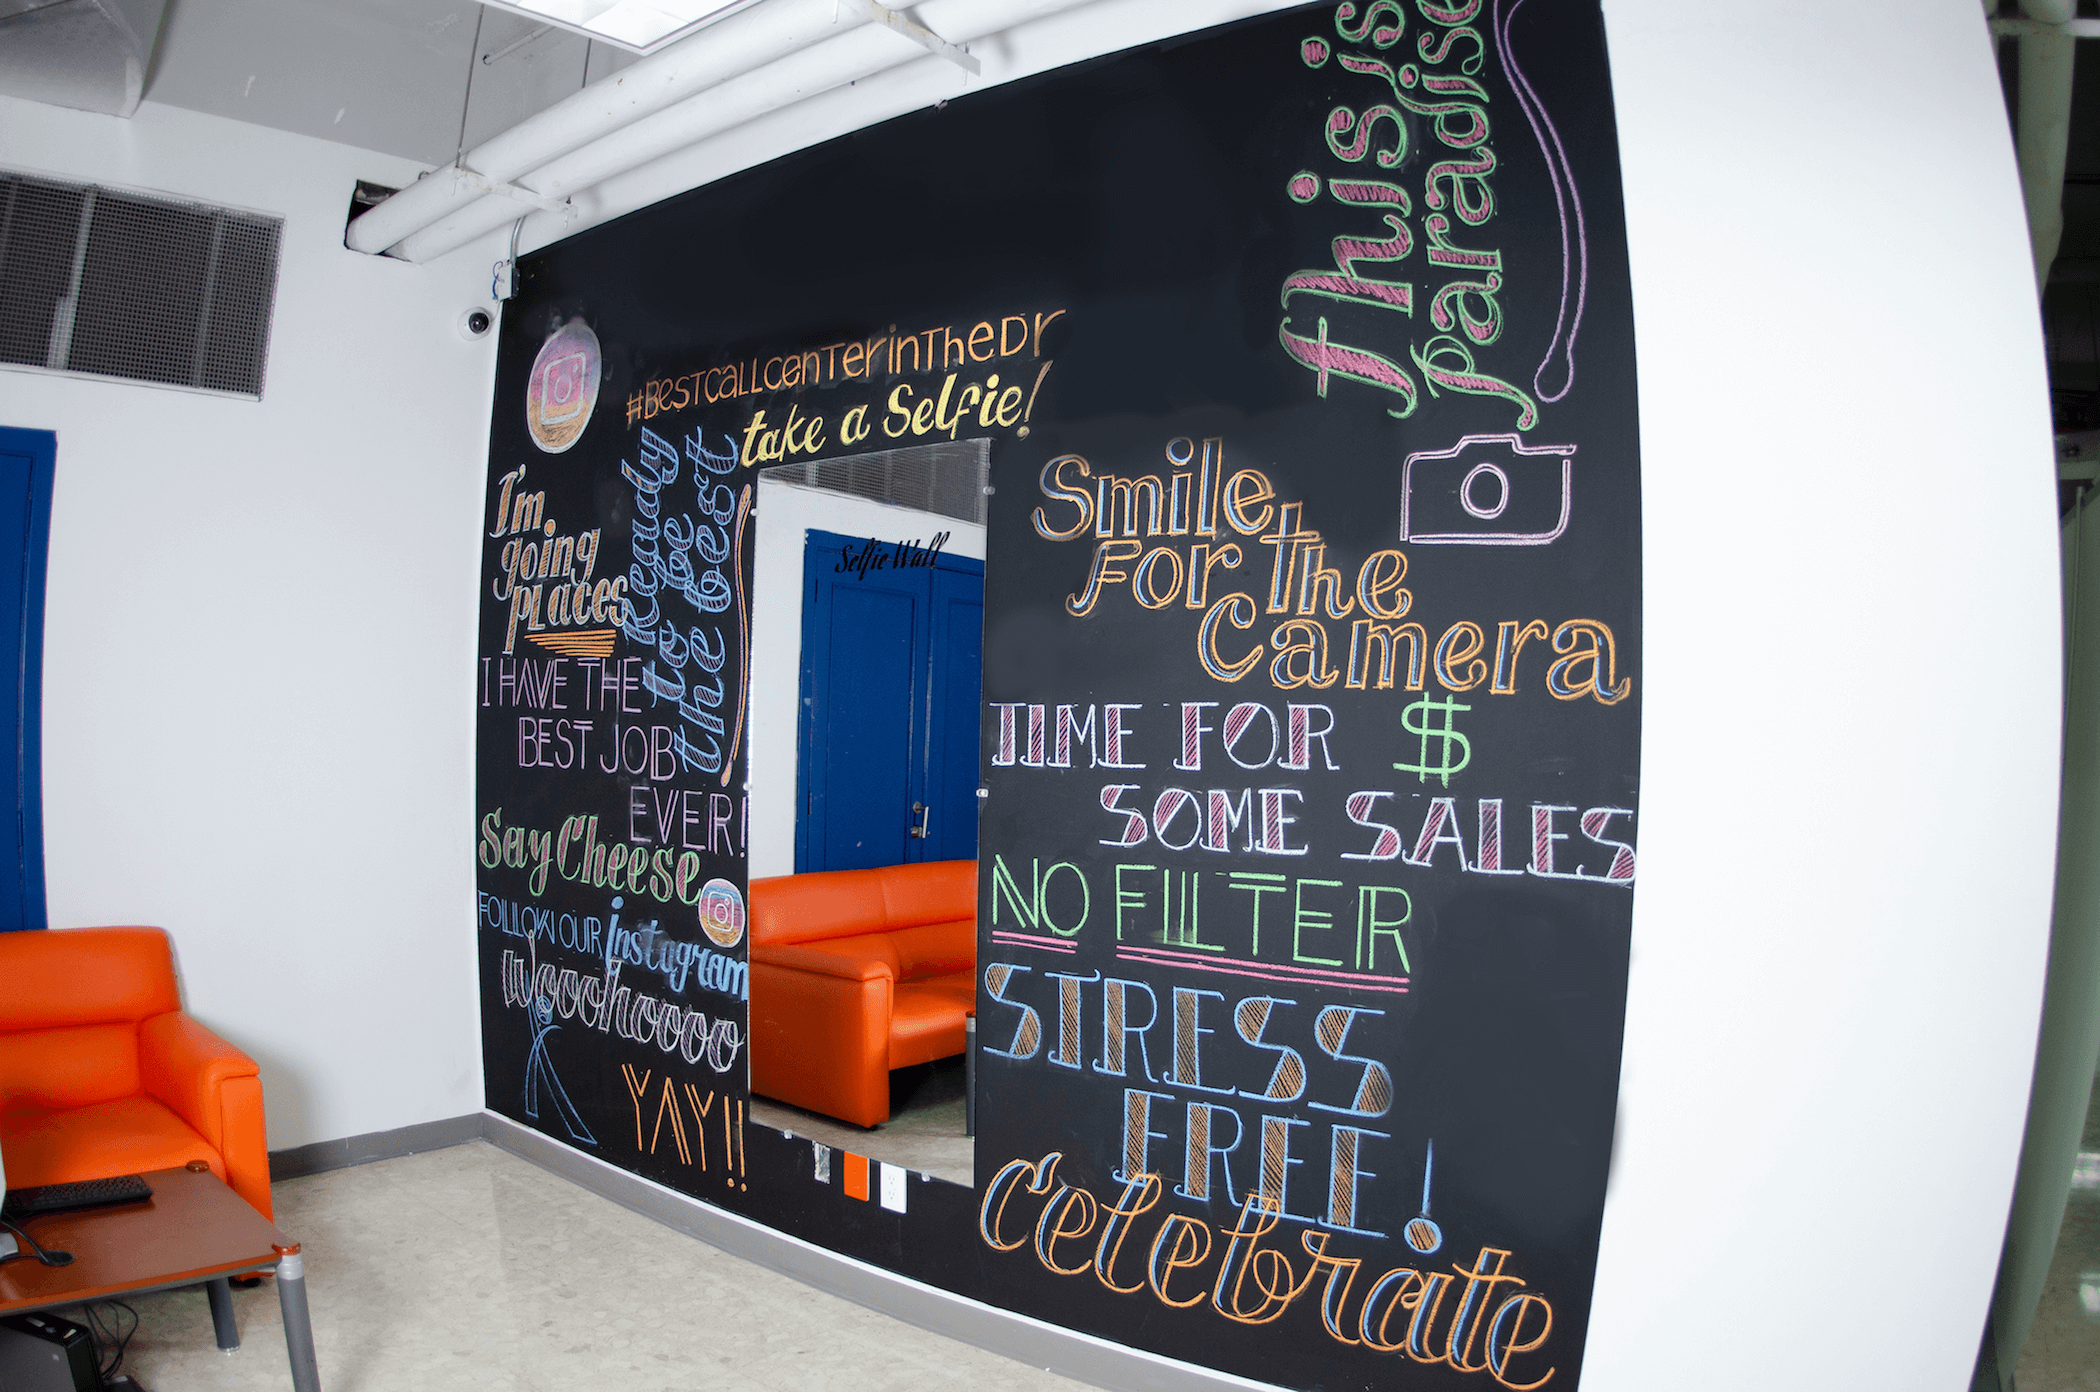 this is
paradise
#BESTCALLCENTERINTHEDR
take a Selfie!
Selfie Wall
I'm
going
places
Ready
to be
the best
I HAVE THE
BEST JOB
EVER!
Say Cheese
FOLLOW OUR instagram
Wooohoooo
YAY!!
Smile
For the
Camera
TIME FOR $
SOME SALES
NO FILTER
STRESS
FREE!
Celebrate